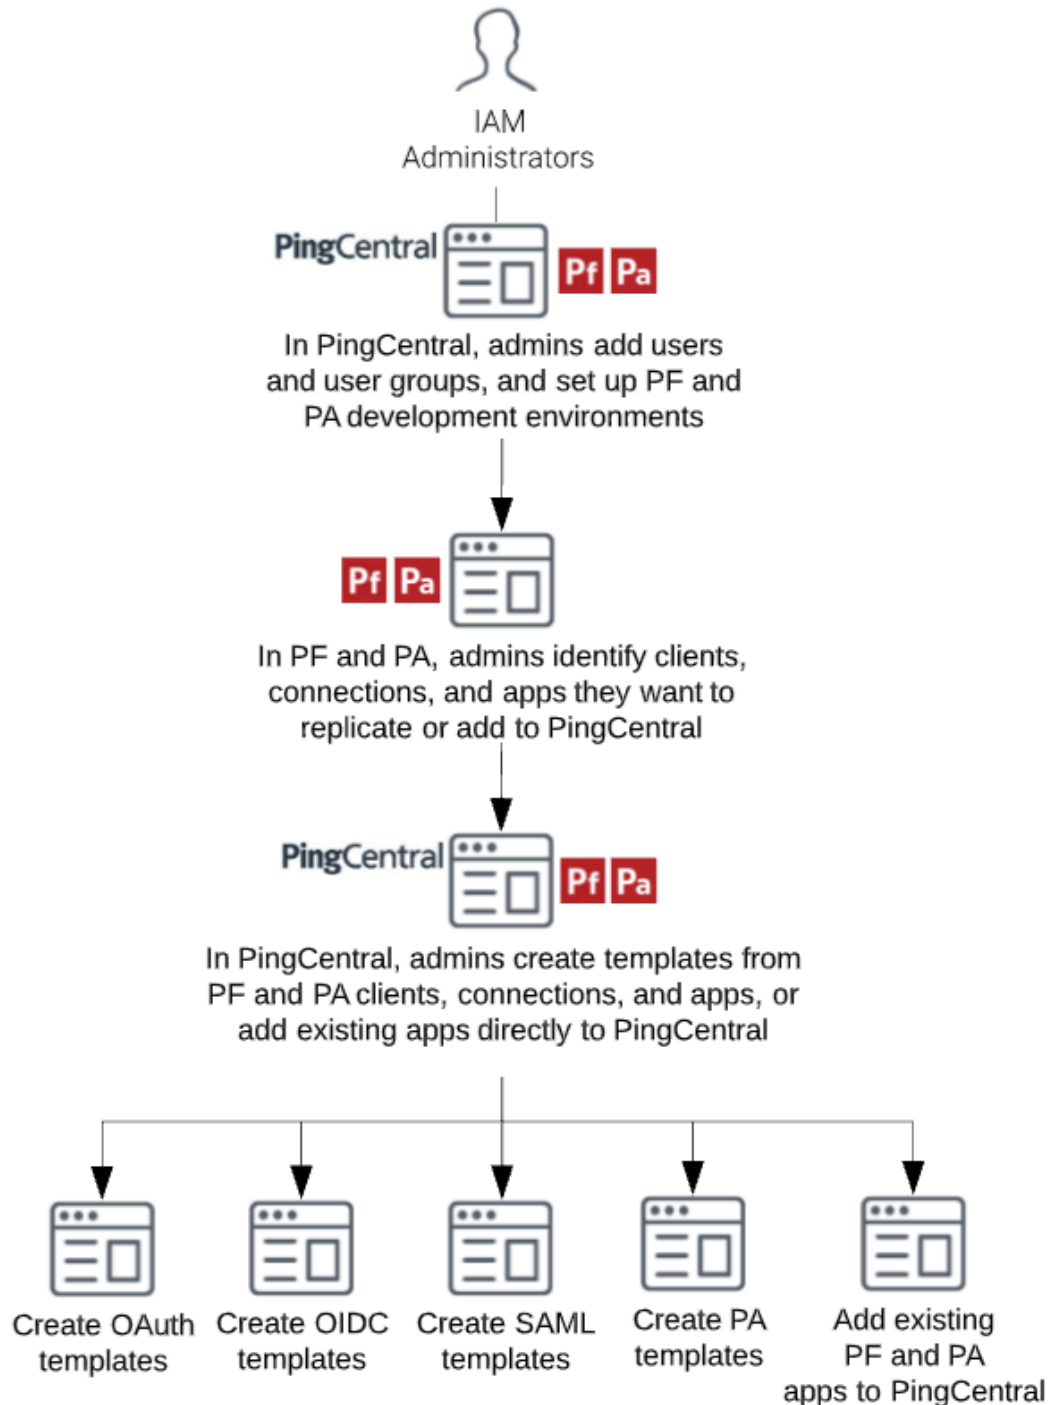 IAM
Administrators
PingCentral
Pf Pa
In PingCentral, admins add users
and user groups, and set up PF and
PA development environments
Pf Pa
In PF and PA, admins identify clients,
connections, and apps they want to
replicate or add to PingCentral
PingCentral
Pf Pa
In PingCentral, admins create templates from
PF and PA clients, connections, and apps, or
add existing apps directly to PingCentral
Create OAuth
templates
Create OIDC
templates
Create SAML
templates
Create PA
templates
Add existing
PF and PA
apps to PingCentral